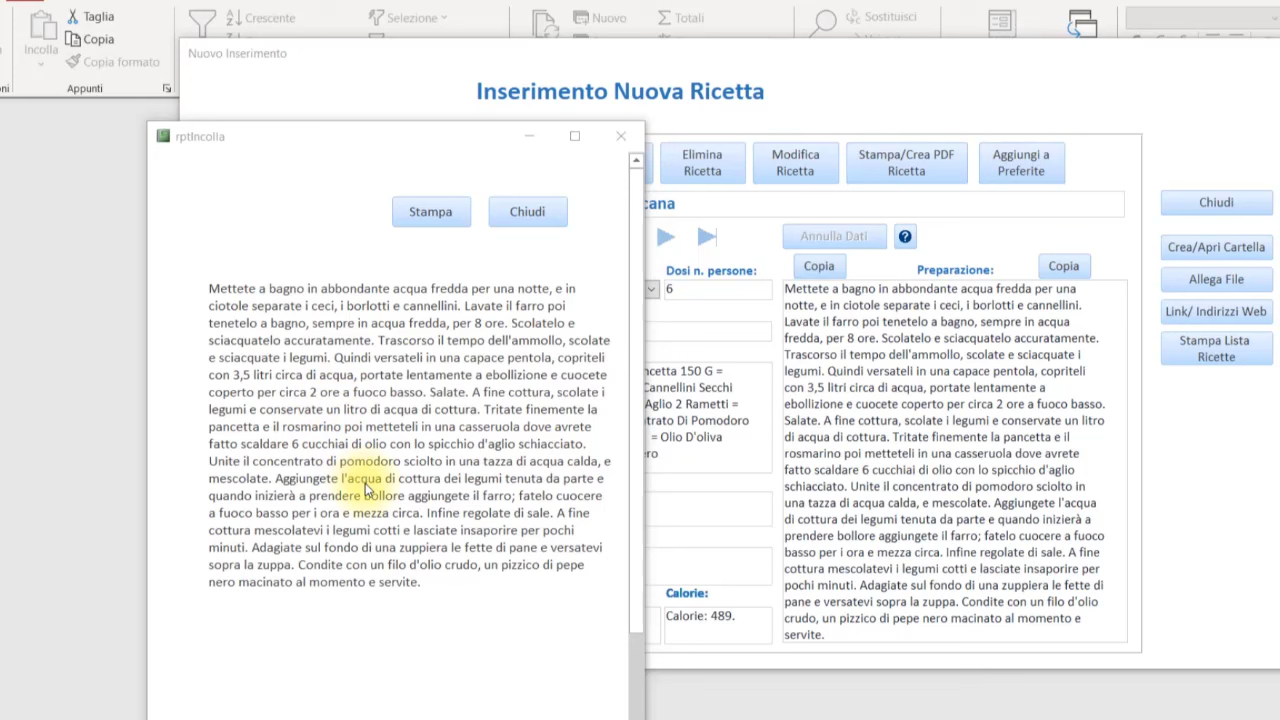 Taglia
Copia
Copia formato
Incolla
Appunti
Crescente
Selezione
Nuovo
Totali
Sostituisci
Nuovo Inserimento
Inserimento Nuova Ricetta
rptIncolla
Stampa
Chiudi
Mettete a bagno in abbondante acqua fredda per una notte, e in
ciotole separate i ceci, i borlotti e cannellini. Lavate il farro poi
tenetelo a bagno, sempre in acqua fredda, per 8 ore. Scolatelo e
sciacquatelo accuratamente. Trascorso il tempo dell'ammollo, scolate
e sciacquate i legumi. Quindi versateli in una capace pentola, copriteli
con 3,5 litri circa di acqua, portate lentamente a ebollizione e cuocete
coperto per circa 2 ore a fuoco basso. Salate. A fine cottura, scolate i
legumi e conservate un litro di acqua di cottura. Tritate finemente la
pancetta e il rosmarino poi metteteli in una casseruola dove avrete
fatto scaldare 6 cucchiai di olio con lo spicchio d'aglio schiacciato.
Unite il concentrato di pomodoro sciolto in una tazza di acqua calda, e
mescolate. Aggiungete l'acqua di cottura dei legumi tenuta da parte e
quando inizierà a prendere bollore aggiungete il farro; fatelo cuocere
a fuoco basso per i ora e mezza circa. Infine regolate di sale. A fine
cottura mescolatevi i legumi cotti e lasciate insaporire per pochi
minuti. Adagiate sul fondo di una zuppiera le fette di pane e versatevi
sopra la zuppa. Condite con un filo d'olio crudo, un pizzico di pepe
nero macinato al momento e servite.
Elimina
Ricetta
Modifica
Ricetta
Stampa/Crea PDF
Ricetta
Aggiungi a
Preferite
cana
Annulla Dati
Dosi n. persone:
6
Copia
Preparazione:
Copia
ncetta 150 G =
Cannellini Secchi
Aglio 2 Rametti =
trato Di Pomodoro
= Olio D'oliva
ero
Calorie:
Calorie: 489.
Mettete a bagno in abbondante acqua fredda per una
notte, e in ciotole separate i ceci, i borlotti e cannellini.
Lavate il farro poi tenetelo a bagno, sempre in acqua
fredda, per 8 ore. Scolatelo e sciacquatelo accuratamente.
Trascorso il tempo dell'ammollo, scolate e sciacquate i
legumi. Quindi versateli in una capace pentola, copriteli
con 3,5 litri circa di acqua, portate lentamente a
ebollizione e cuocete coperto per circa 2 ore a fuoco basso.
Salate. A fine cottura, scolate i legumi e conservate un litro
di acqua di cottura. Tritate finemente la pancetta e il
rosmarino poi metteteli in una casseruola dove avrete
fatto scaldare 6 cucchiai di olio con lo spicchio d'aglio
schiacciato. Unite il concentrato di pomodoro sciolto in
una tazza di acqua calda, e mescolate. Aggiungete l'acqua
di cottura dei legumi tenuta da parte e quando inizierà a
prendere bollore aggiungete il farro; fatelo cuocere a fuoco
basso per i ora e mezza circa. Infine regolate di sale. A fine
cottura mescolatevi i legumi cotti e lasciate insaporire per
pochi minuti. Adagiate sul fondo di una zuppiera le fette di
pane e versatevi sopra la zuppa. Condite con un filo d'olio
crudo, un pizzico di pepe nero macinato al momento e
servite.
Chiudi
Crea/Apri Cartella
Allega File
Link/ Indirizzi Web
Stampa Lista
Ricette